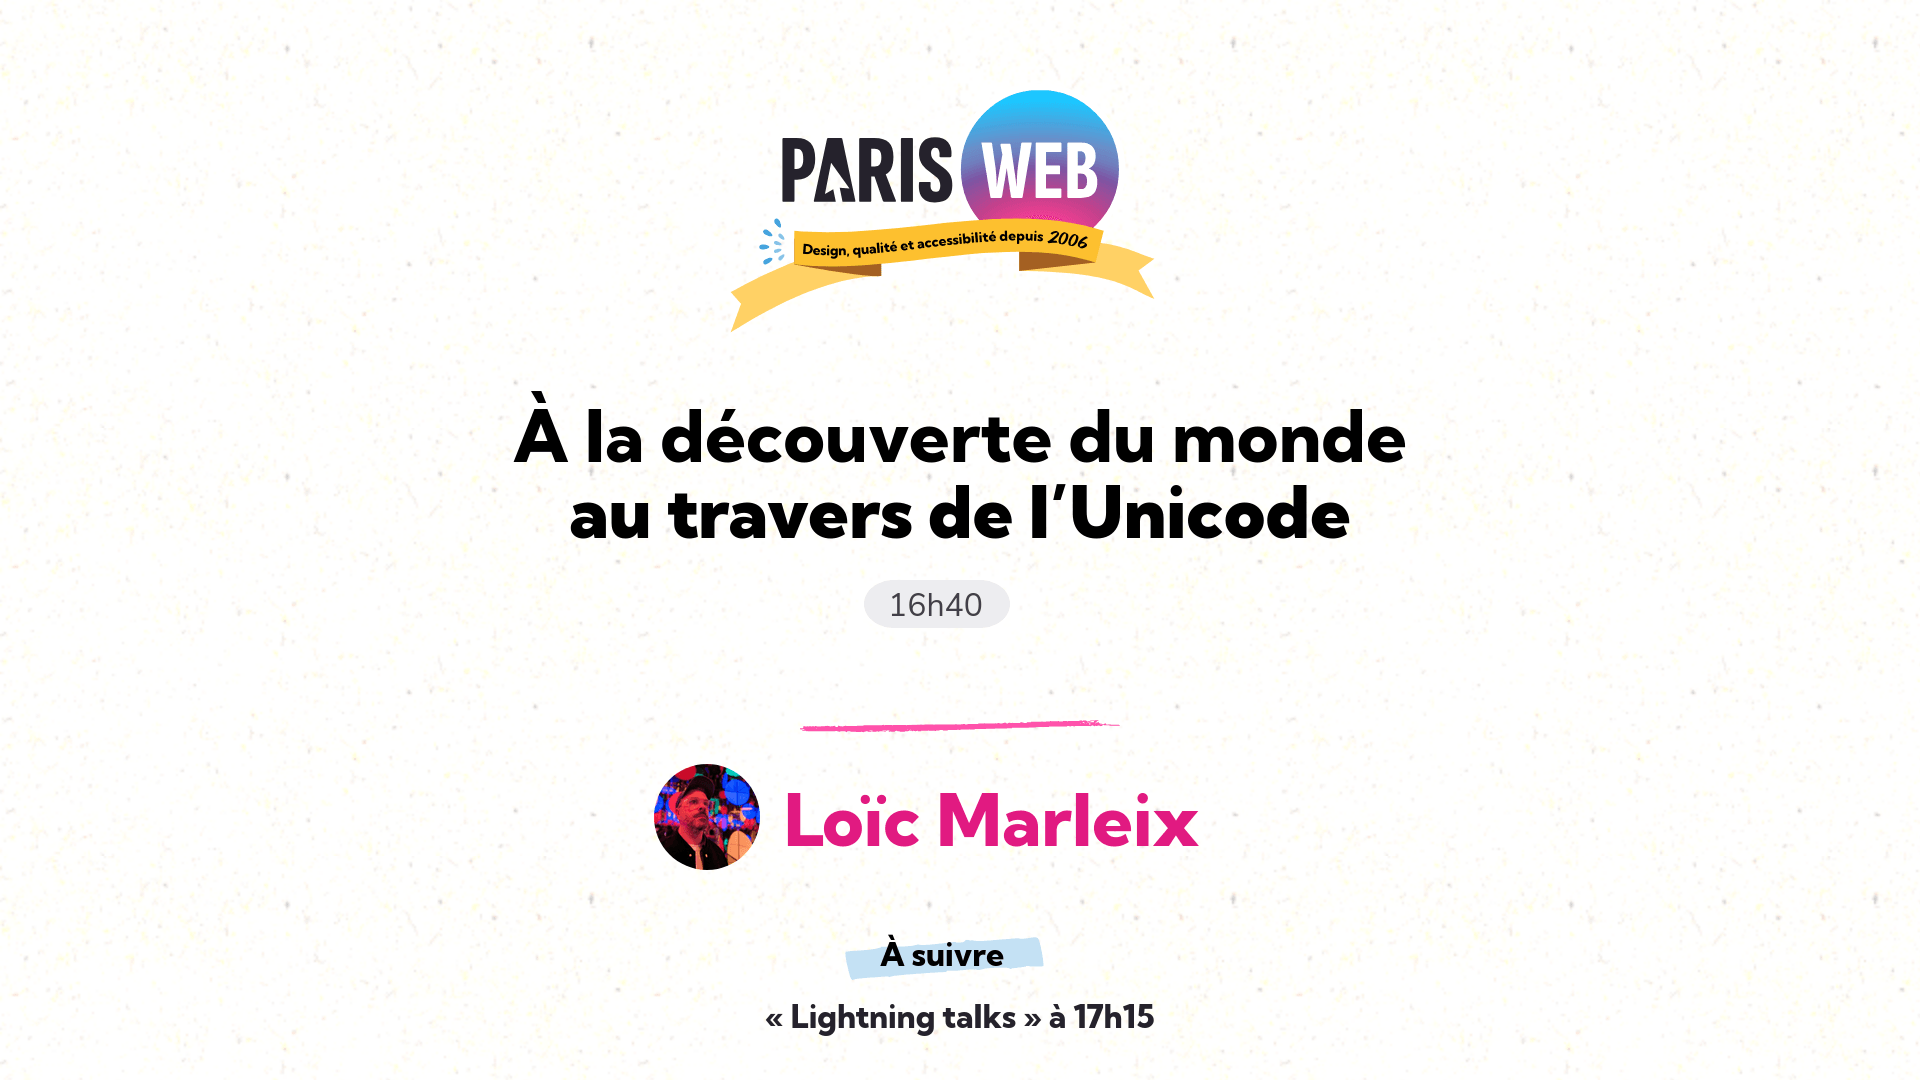 PARIS WEB
Design, qualité et accessibilité depuis 2006
À la découverte du monde
au travers de l’Unicode
16h40
Loïc Marleix
À suivre
« Lightning talks » à 17h15